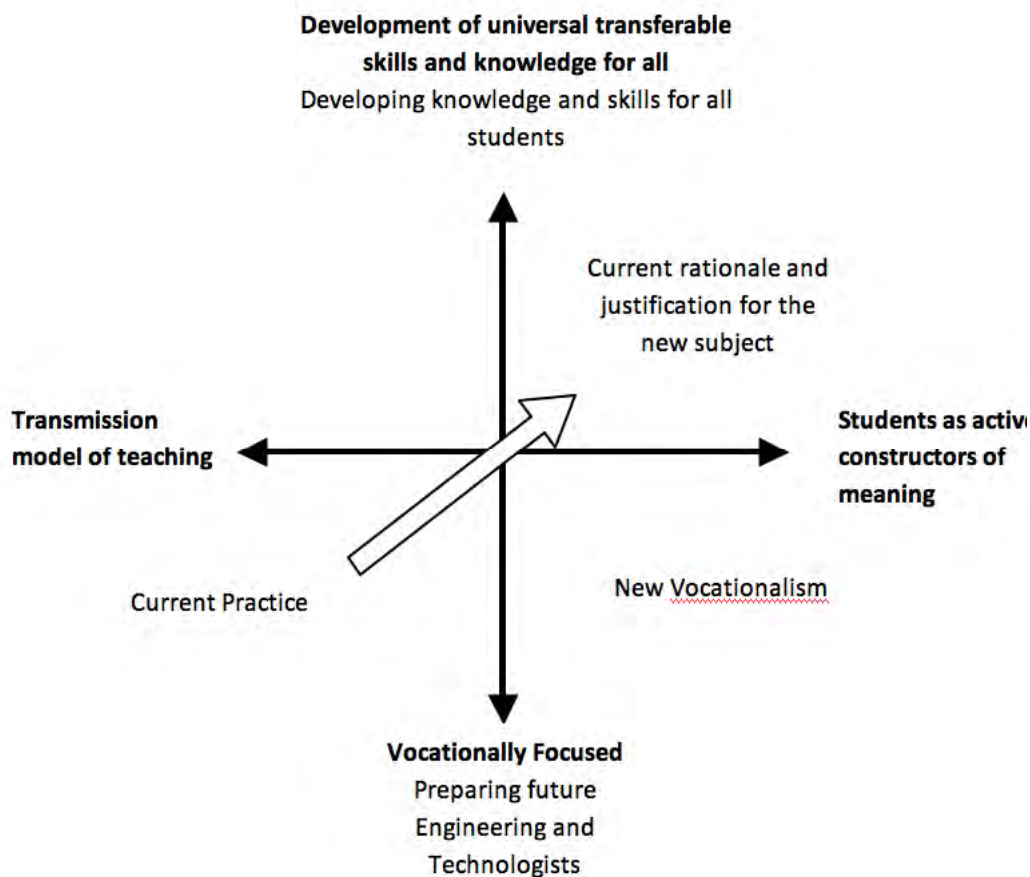 Development of universal transferable
skills and knowledge for all
Developing knowledge and skills for all
students
Current rationale and
justification for the
new subject
Transmission
model of teaching
Students as active
constructors of
meaning
Current Practice
New Vocationalism
Vocationally Focused
Preparing future
Engineering and
Technologists